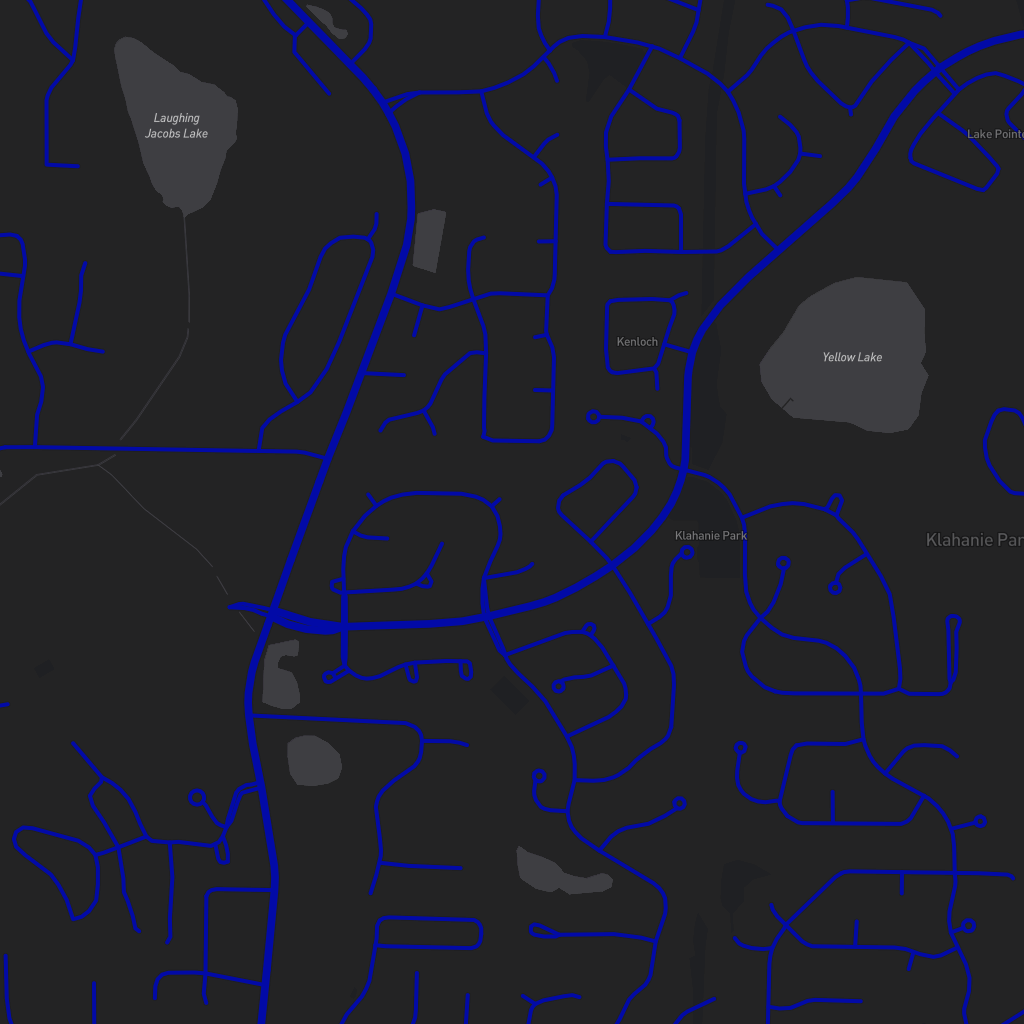 Laughing
Jacobs Lake
Lake Pointe
Kenloch
Yellow Lake
Klahanie Park
Klahanie Par